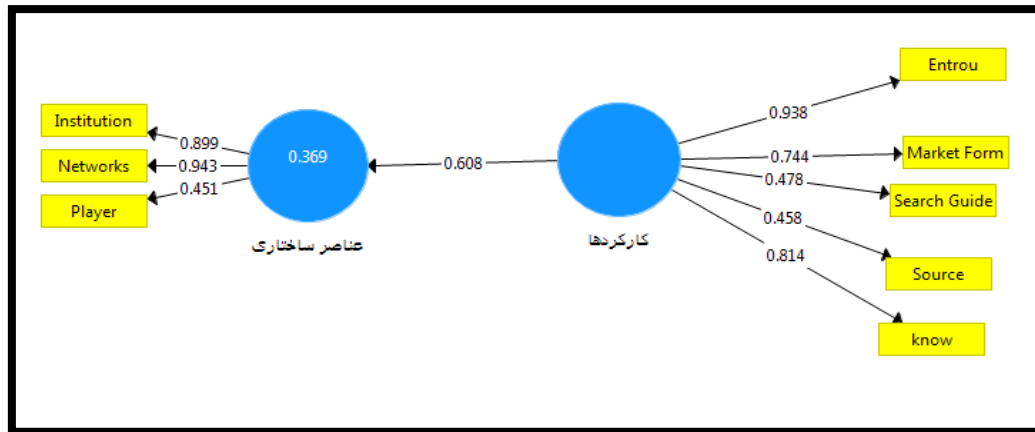 Entrou
0.938
Institution
0.899
0.369
0.744
Market Form
Networks
0.943
0.608
0.478
Search Guide
Player
0.451
0.458
عناصر ساختاری
کارکردها
0.814
Source
know